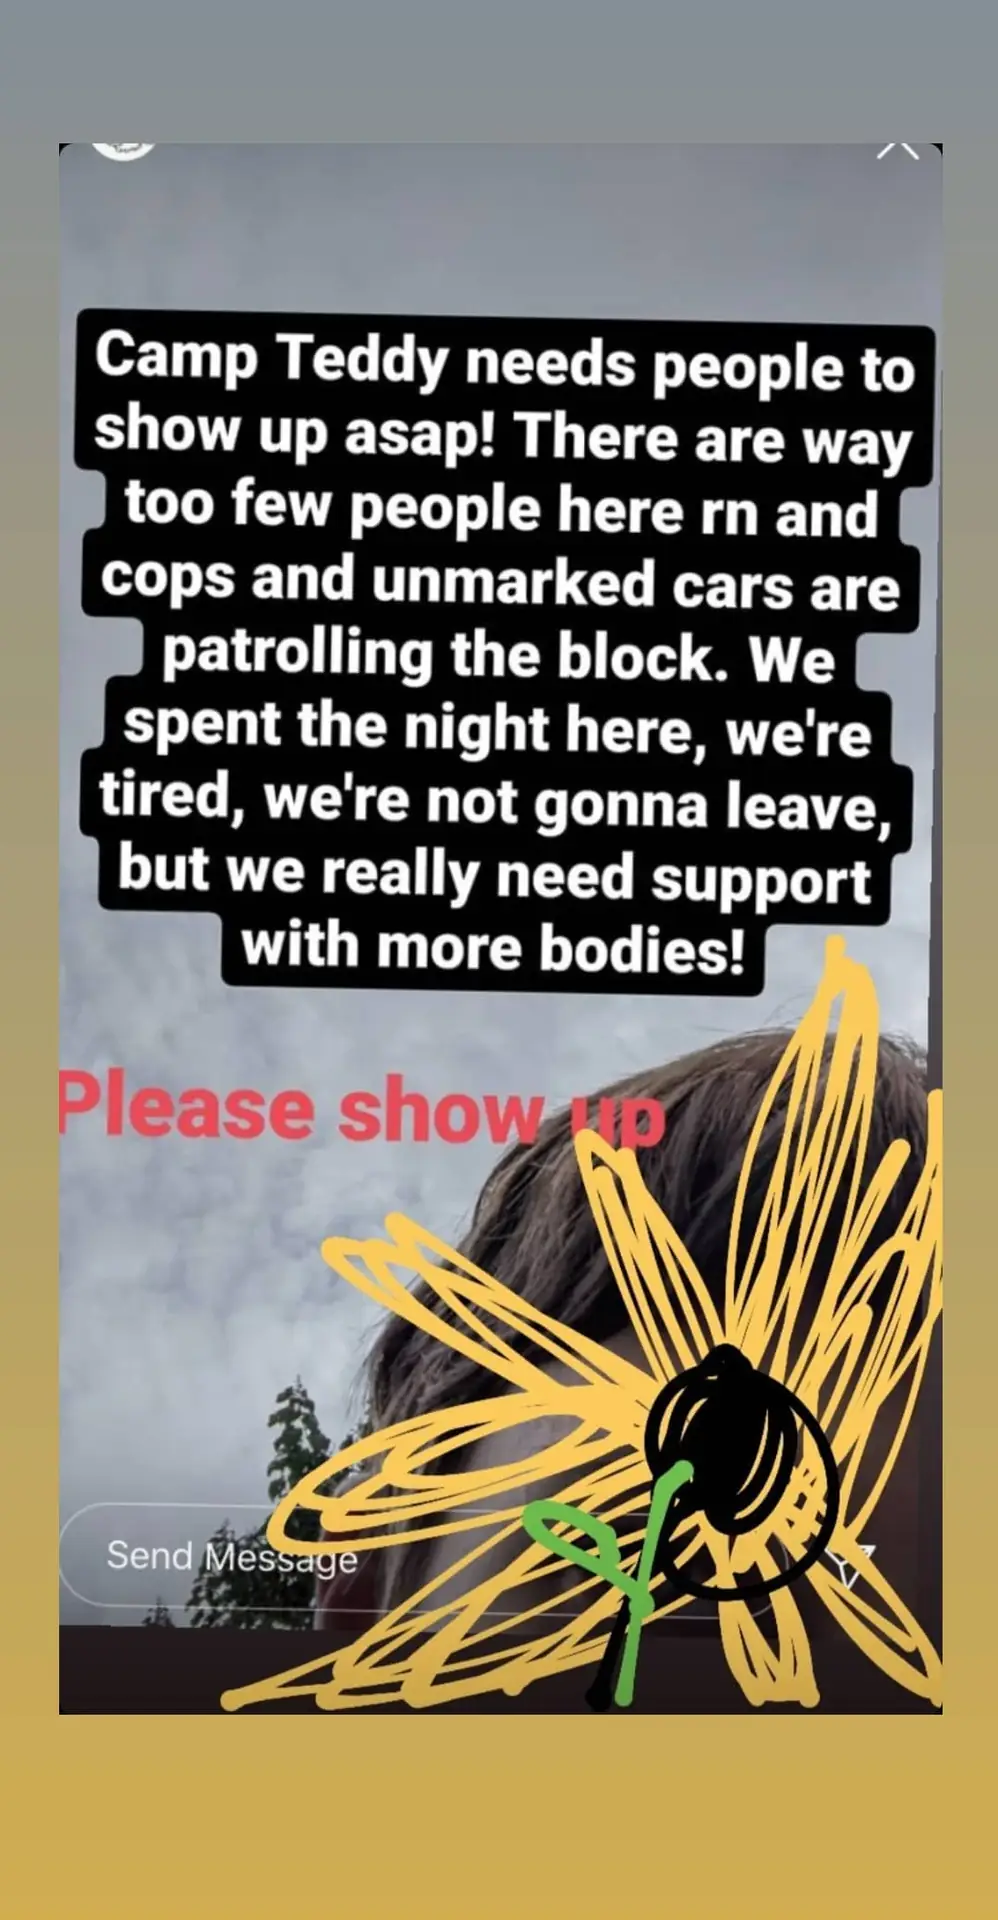 Camp Teddy needs people to
show up asap! There are way
too few people here rn and
cops and unmarked cars are
patrolling the block. We
spent the night here, we're
tired, we're not gonna leave,
but we really need support
with more bodies!
Please show up
Send Message